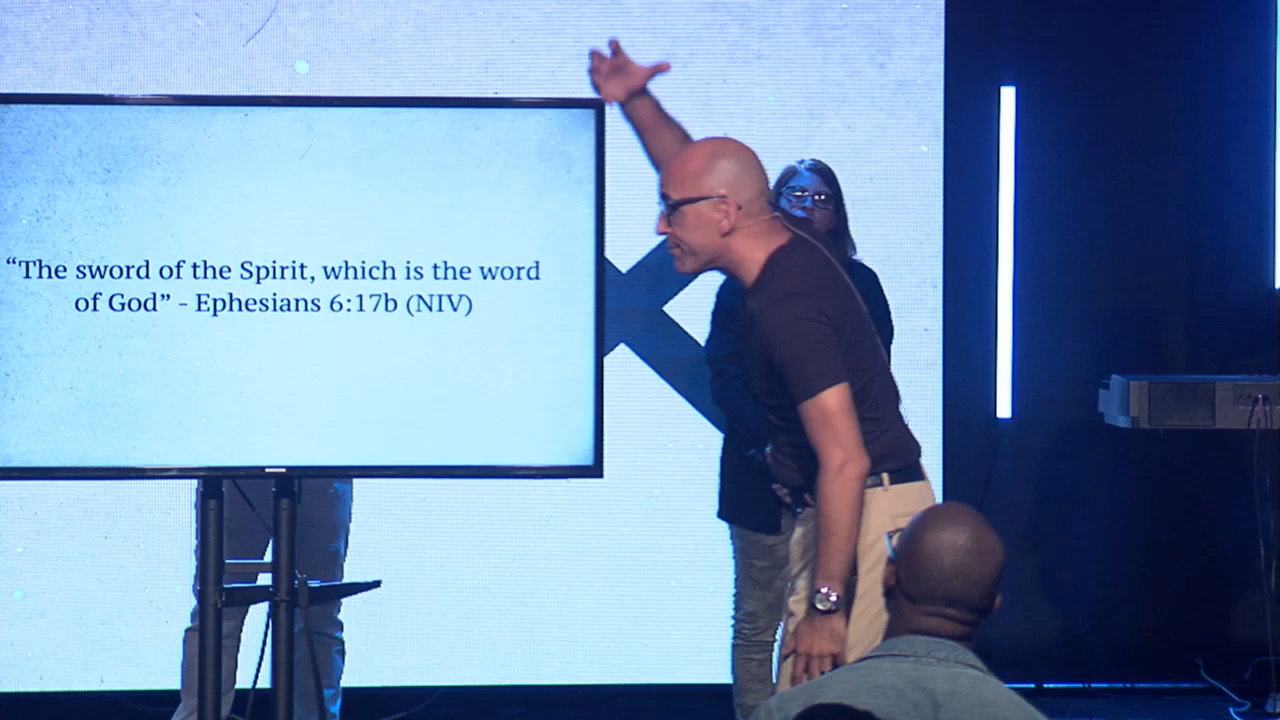 “The sword of the Spirit, which is the word
of God” - Ephesians 6:17b (NIV)